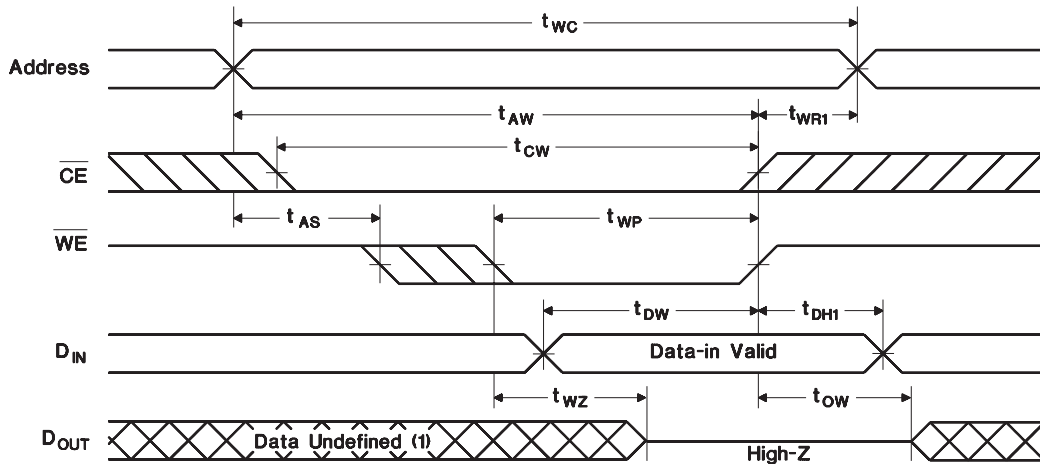 tWC
Address
tAW
tWR1
tCW
CE
tAS
tWP
WE
tDW
tDH1
DIN
Data-in Valid
tWZ
tOW
DOUT
Data Undefined (1)
High-Z